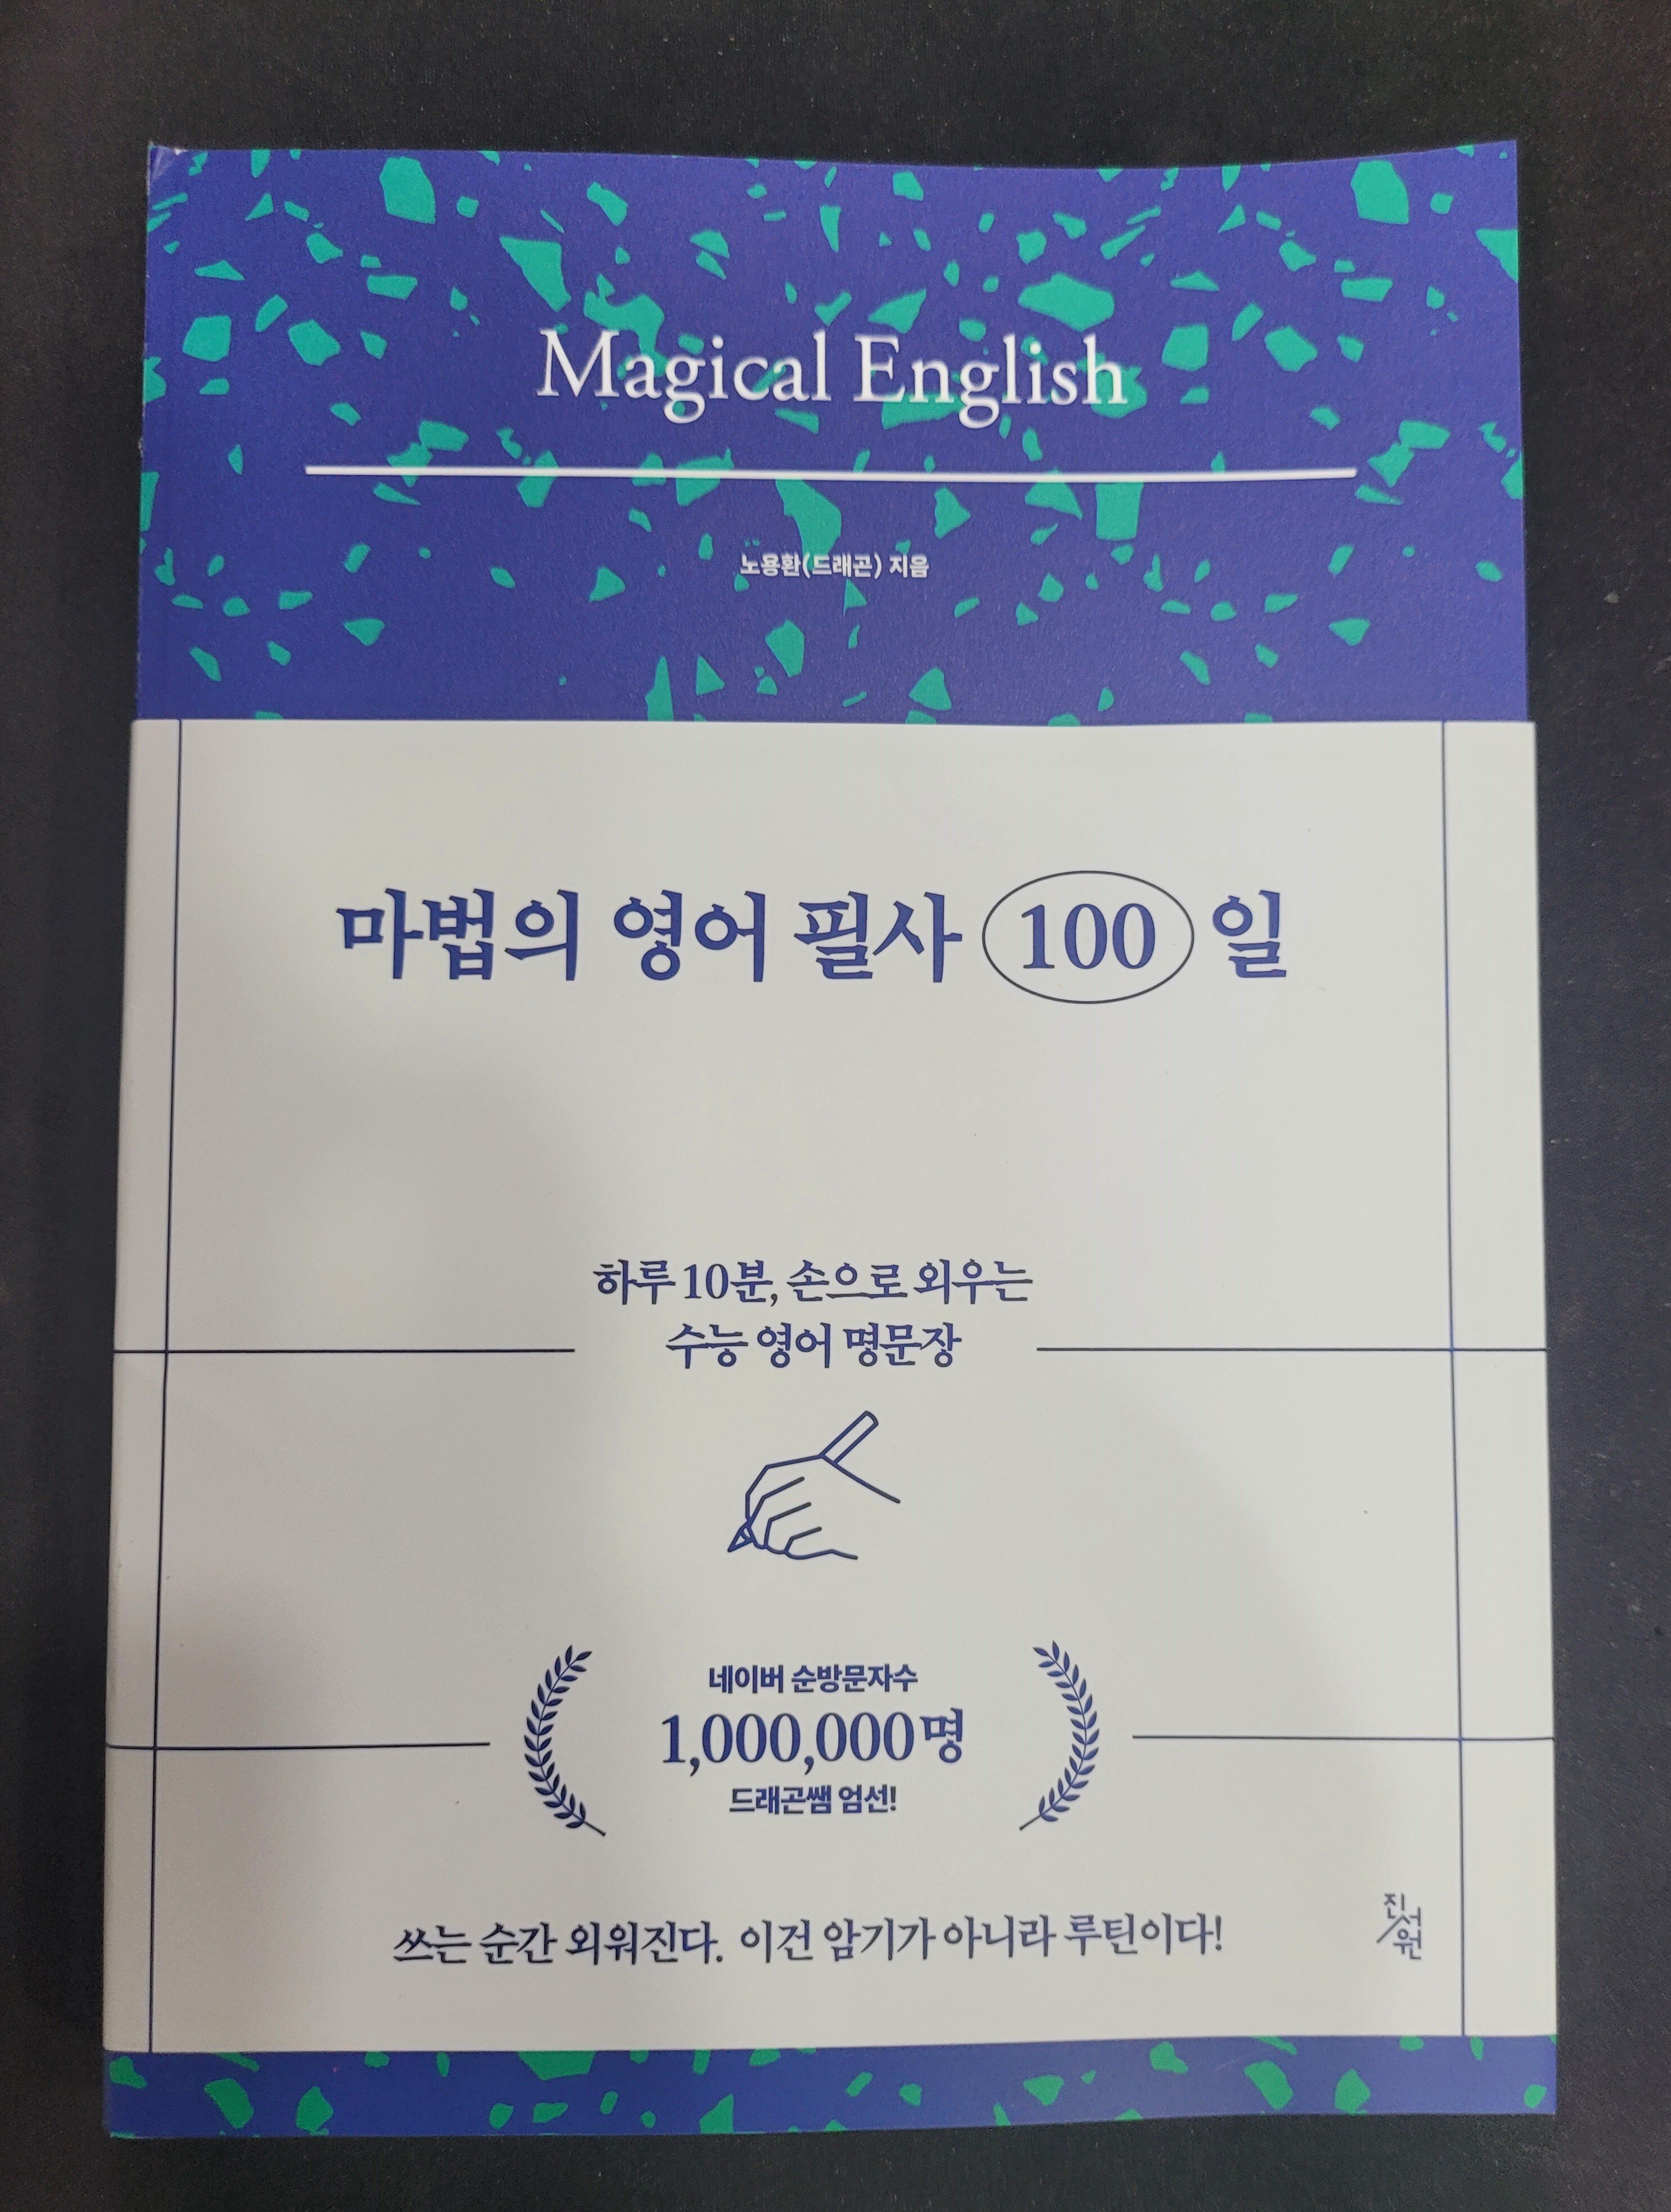 Magical English
노용환(드래곤) 지음
마법의 영어 필사 100 일
하루 10분, 손으로 외우는
수능 영어 명문장
네이버 순방문자수
1,000,000명
드래곤쌤 엄선!
쓰는 순간 외워진다. 이건 암기가 아니라 루틴이다!
진서원